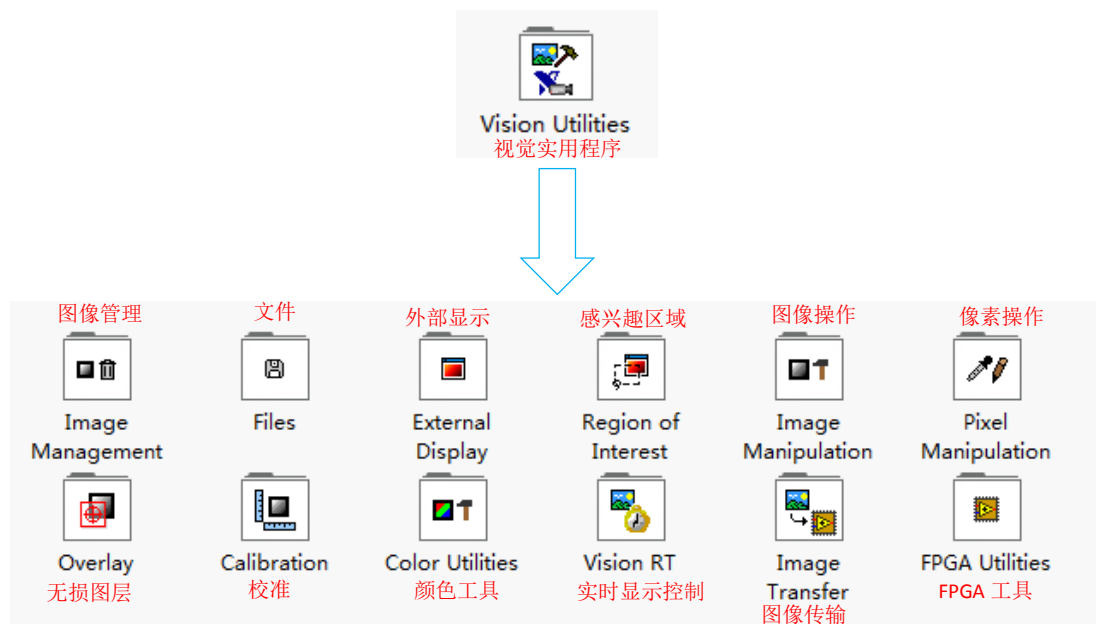 Vision Utilities
视觉实用程序
图像管理
文件
外部显示
感兴趣区域
图像操作
像素操作
Image
Management
Files
External
Display
Region of
Interest
Image
Manipulation
Pixel
Manipulation
Overlay
无损图层
Calibration
校准
Color Utilities
颜色工具
Vision RT
实时显示控制
Image
Transfer
图像传输
FPGA Utilities
FPGA 工具